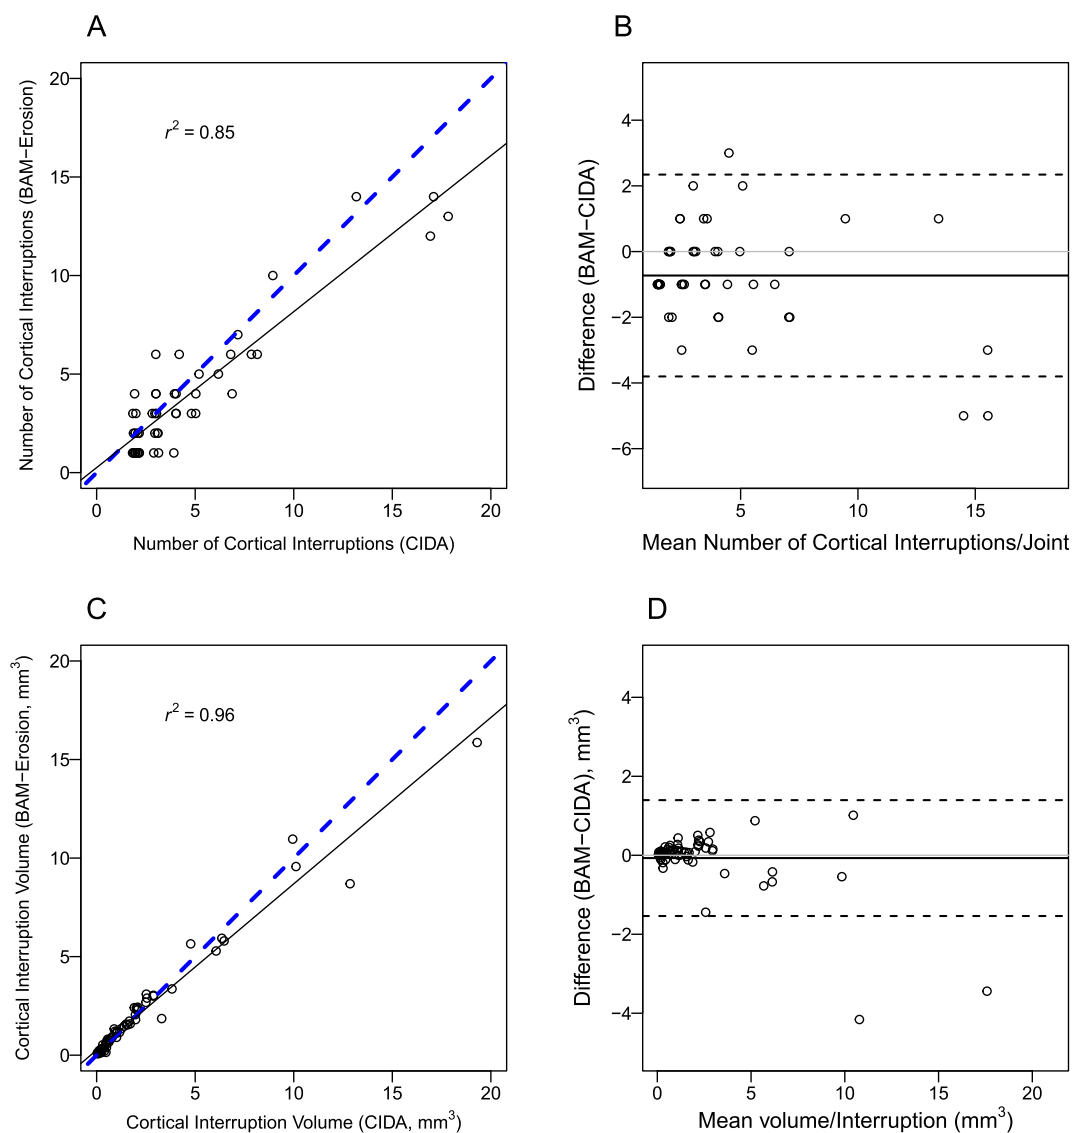 A
Number of Cortical Interruptions (BAM−Erosion)
20
15
10
5
0
r² = 0.85
0 5 10 15 20
Number of Cortical Interruptions (CIDA)
B
Difference (BAM−CIDA)
4
2
0
−2
−4
−6
5 10 15
Mean Number of Cortical Interruptions/Joint
C
Cortical Interruption Volume (BAM−Erosion, mm³)
20
15
10
5
0
r² = 0.96
0 5 10 15 20
Cortical Interruption Volume (CIDA, mm³)
D
Difference (BAM−CIDA), mm³)
4
2
0
−2
−4
0 5 10 15 20
Mean volume/Interruption (mm³)